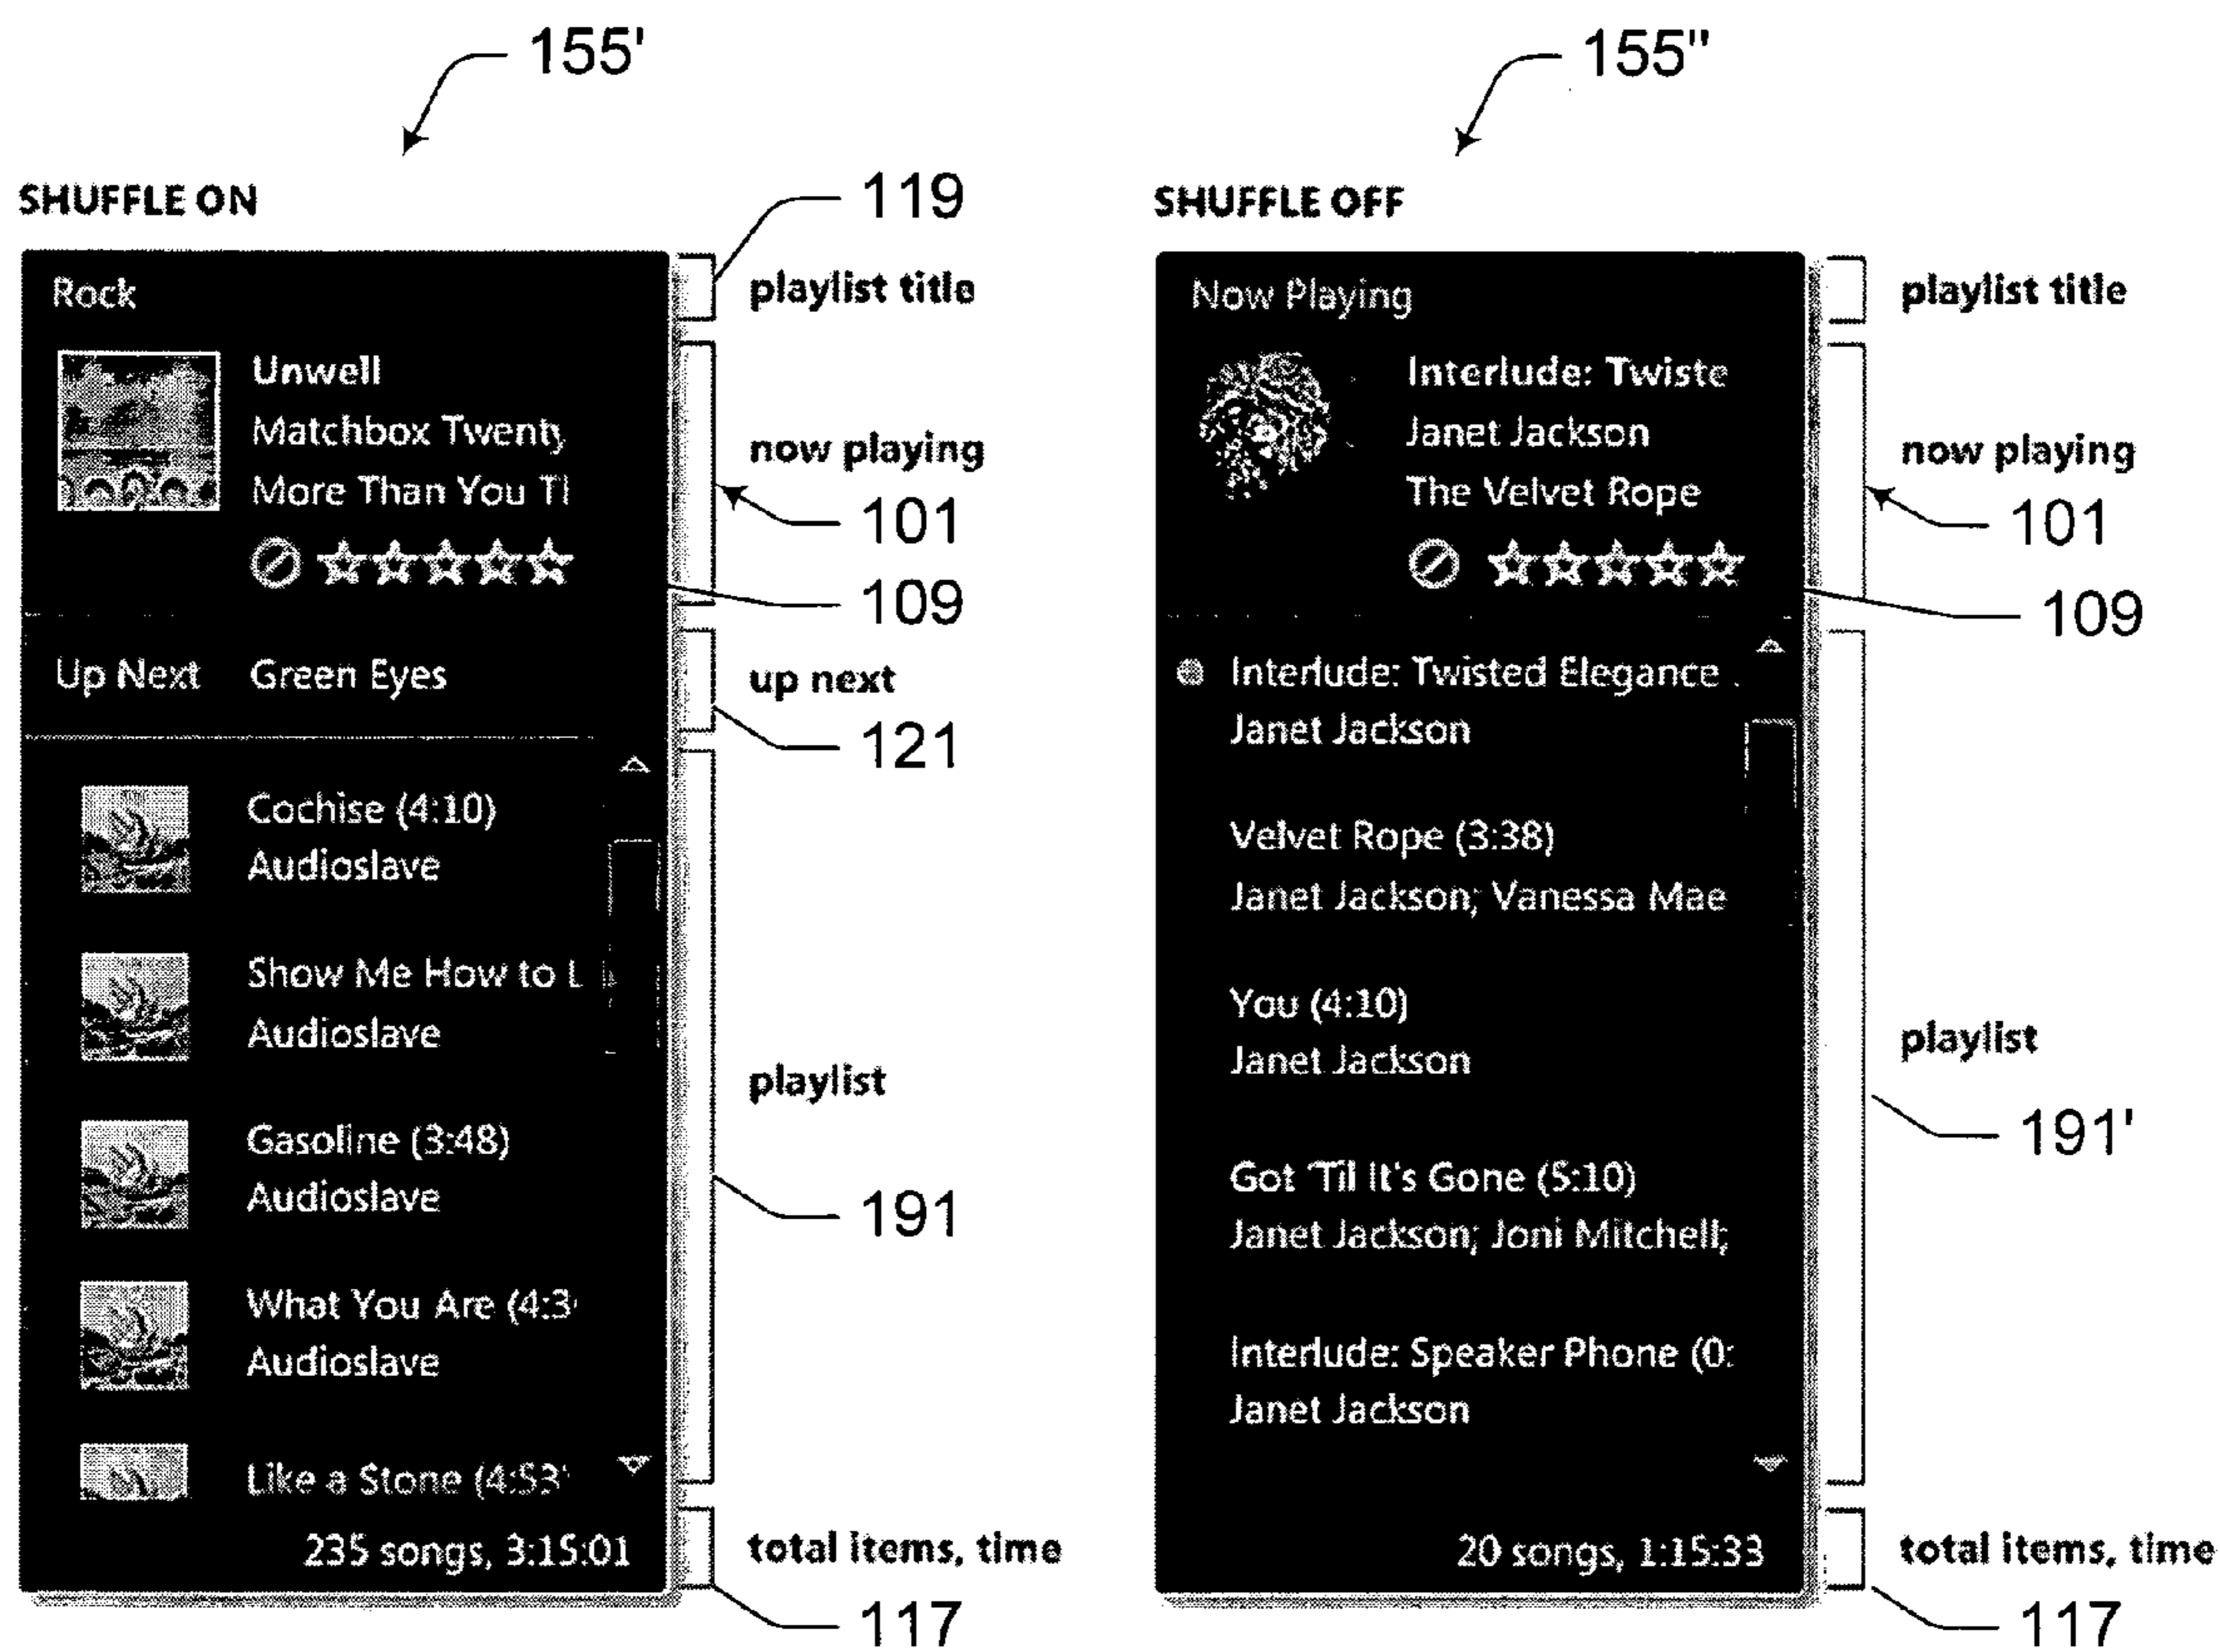 155'
SHUFFLE ON
119
Rock
playlist title
Unwell
Matchbox Twenty
now playing
More Than You Tl
101
109
Up Next Green Eyes
up next
121
Cochise (4:10)
Audioslave
Show Me How to L
Audioslave
playlist
Gasoline (3:48)
Audioslave
191
What You Are (4:3
Audioslave
Like a Stone (4:53
235 songs, 3:15:01
total items, time
117
155"
SHUFFLE OFF
Now Playing
playlist title
Interlude: Twiste
Janet Jackson
now playing
The Velvet Rope
101
109
Interlude: Twisted Elegance
Janet Jackson
Velvet Rope (3:38)
Janet Jackson; Vanessa Mae
You (4:10)
Janet Jackson
playlist
191'
Got 'Til It's Gone (5:10)
Janet Jackson; Joni Mitchell;
Interlude: Speaker Phone (0:
Janet Jackson
20 songs, 1:15:33
total items, time
117